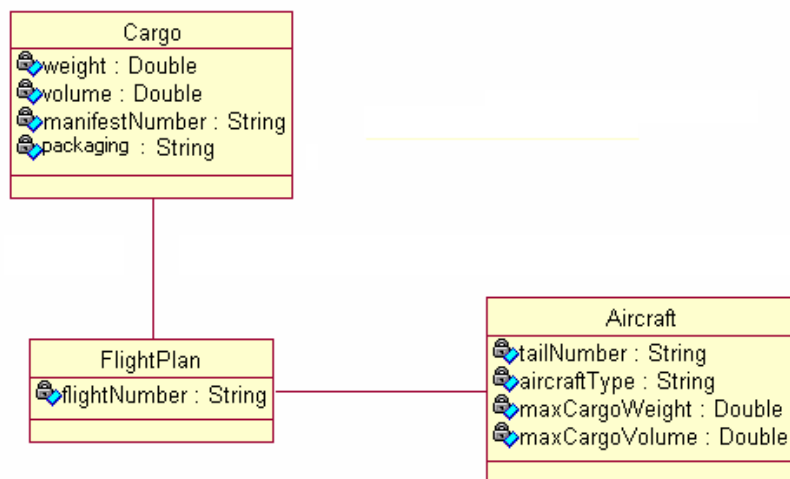 Cargo
weight : Double
volume : Double
manifestNumber : String
packaging : String
FlightPlan
flightNumber : String
Aircraft
tailNumber : String
aircraftType : String
maxCargoWeight : Double
maxCargoVolume : Double